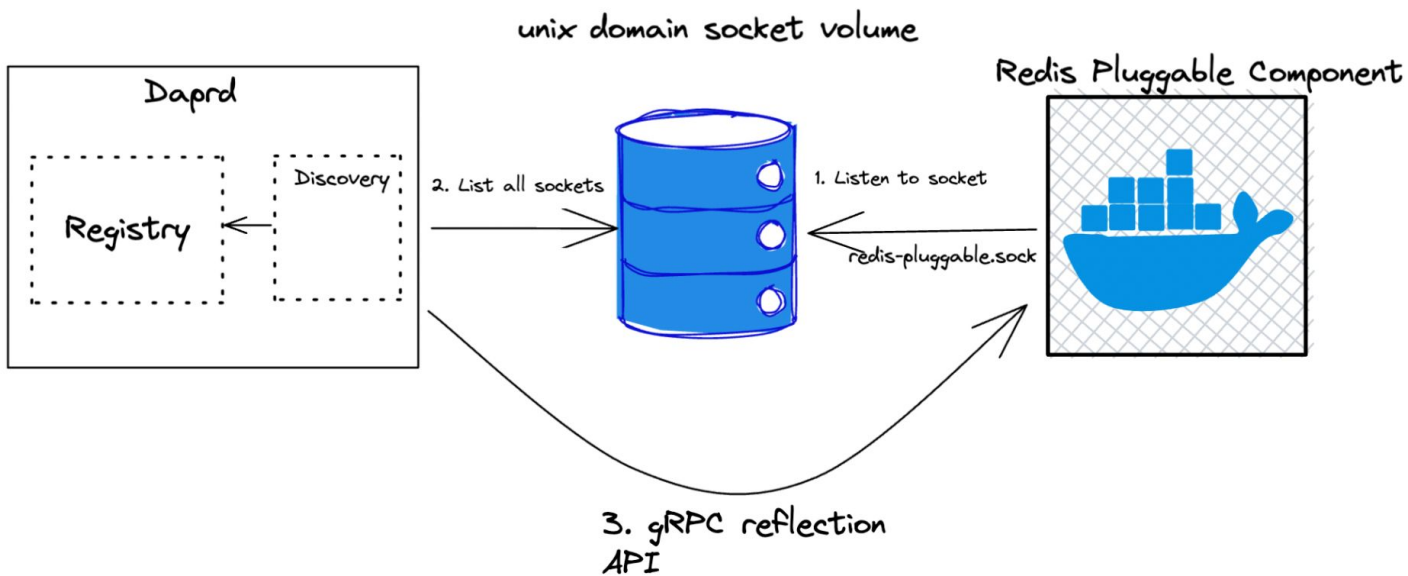 unix domain socket volume
Daprd
Redis Pluggable Component
Registry
Discovery
2. List all sockets
1. Listen to socket
redis-pluggable.sock
3. gRPC reflection
API